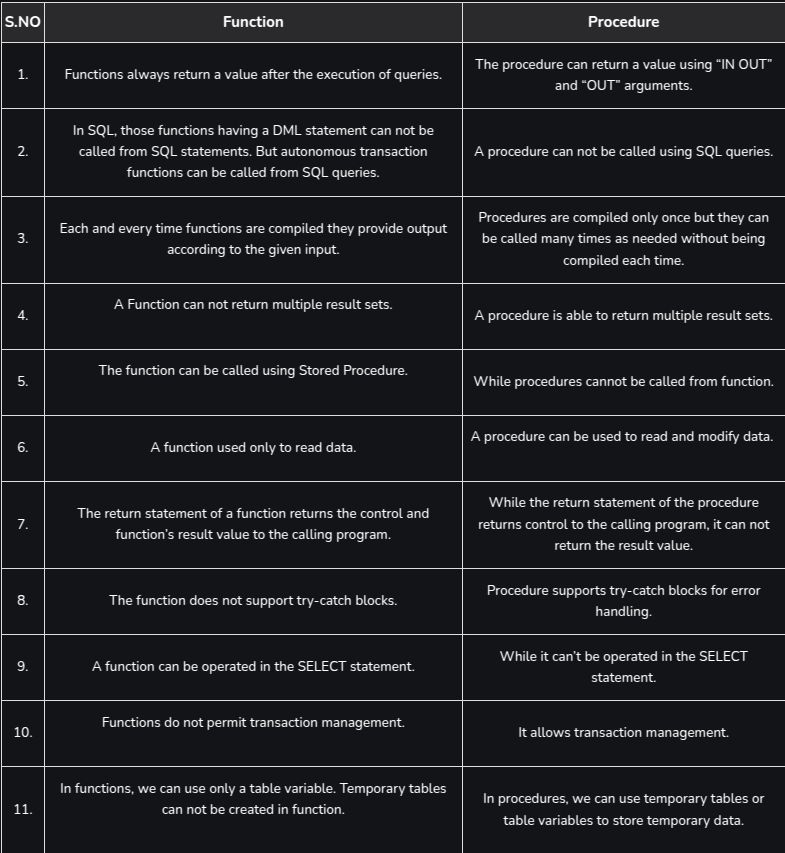 S.NO Function Procedure
1. Functions always return a value after the execution of queries. The procedure can return a value using “IN OUT”
and “OUT” arguments.
2. In SQL, those functions having a DML statement can not be
called from SQL statements. But autonomous transaction
functions can be called from SQL queries.
A procedure can not be called using SQL queries.
3. Each and every time functions are compiled they provide output
according to the given input.
Procedures are compiled only once but they can
be called many times as needed without being
compiled each time.
4. A Function can not return multiple result sets.
A procedure is able to return multiple result sets.
5. The function can be called using Stored Procedure.
While procedures cannot be called from function.
6. A function used only to read data.
A procedure can be used to read and modify data.
7. The return statement of a function returns the control and
function’s result value to the calling program.
While the return statement of the procedure
returns control to the calling program, it can not
return the result value.
8. The function does not support try-catch blocks.
Procedure supports try-catch blocks for error
handling.
9. A function can be operated in the SELECT statement.
While it can’t be operated in the SELECT
statement.
10. Functions do not permit transaction management.
It allows transaction management.
11. In functions, we can use only a table variable. Temporary tables
can not be created in function.
In procedures, we can use temporary tables or
table variables to store temporary data.